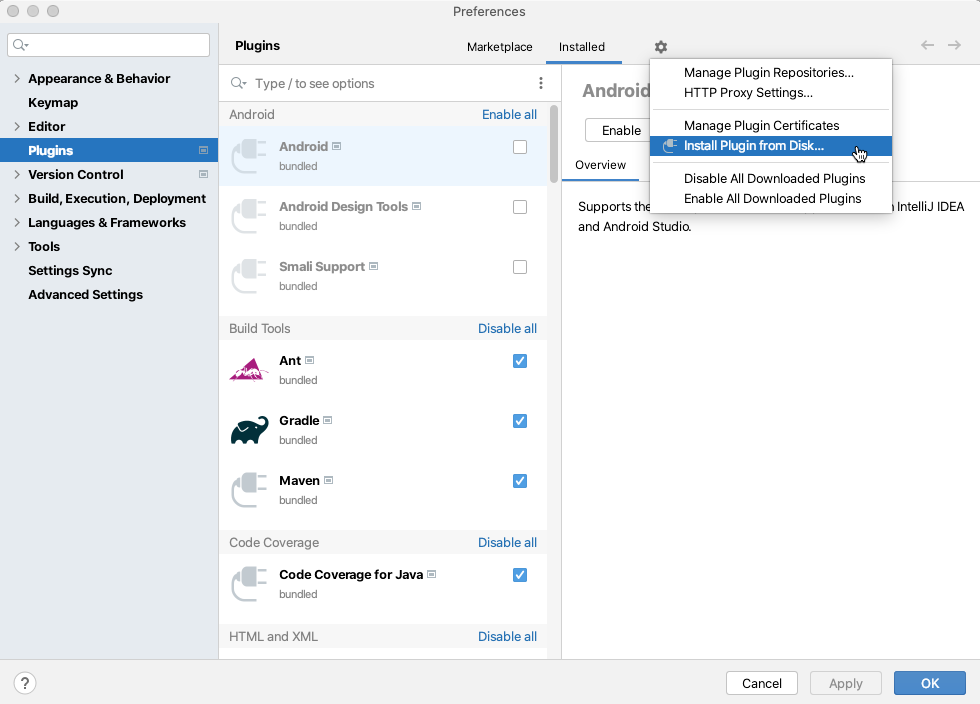 Preferences
Appearance & Behavior
Keymap
Editor
Plugins
Version Control
Build, Execution, Deployment
Languages & Frameworks
Tools
Settings Sync
Advanced Settings
Plugins
Marketplace
Installed
Type / to see options
Android
Enable all
Android
bundled
Android Design Tools
bundled
Smali Support
bundled
Build Tools
Disable all
Ant
bundled
Gradle
bundled
Maven
bundled
Code Coverage
Disable all
Code Coverage for Java
bundled
HTML and XML
Disable all
Android
Enable
Overview
Supports the
IntelliJ IDEA
and Android Studio.
Manage Plugin Repositories...
HTTP Proxy Settings...
Manage Plugin Certificates
Install Plugin from Disk...
Disable All Downloaded Plugins
Enable All Downloaded Plugins
?
Cancel
Apply
OK